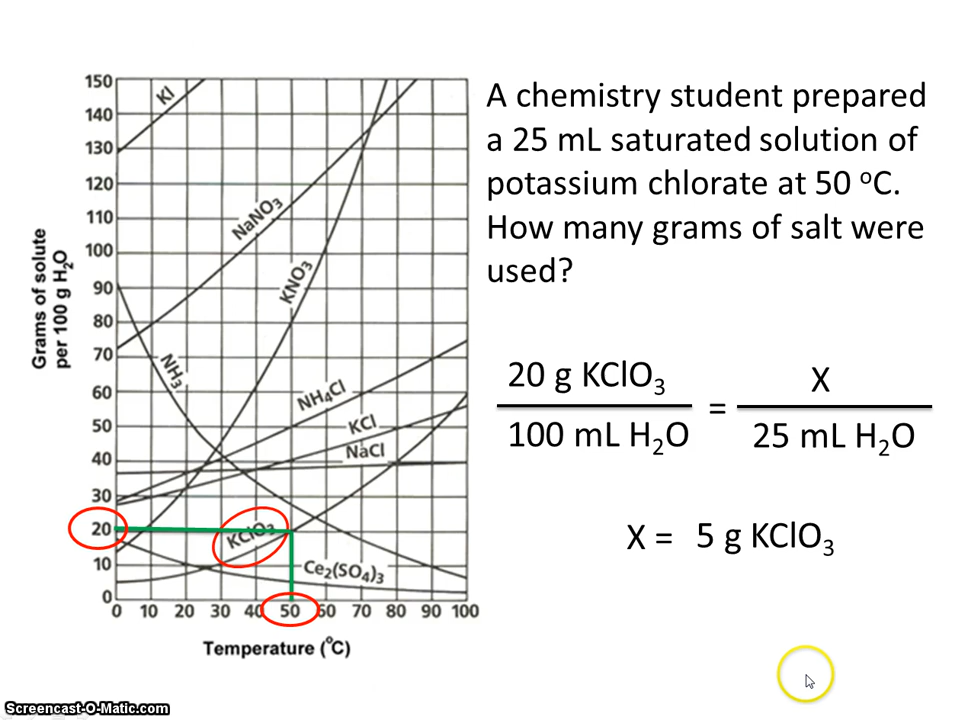 A chemistry student prepared
a 25 mL saturated solution of
potassium chlorate at 50 °C.
How many grams of salt were
used?
20 g KClO₃
100 mL H₂O
=
X
25 mL H₂O
X = 5 g KClO₃
Grams of solute
per 100 g H₂O
150
140
130
120
110
100
90
80
70
60
50
40
30
20
10
0
KI
NaNO₃
KNO₃
NH₃
NH₄Cl
KCl
NaCl
KClO₃
Ce₂(SO₄)₃
0 10 20 30 40 50 60 70 80 90 100
Temperature (°C)
Screencast-O-Matic.com